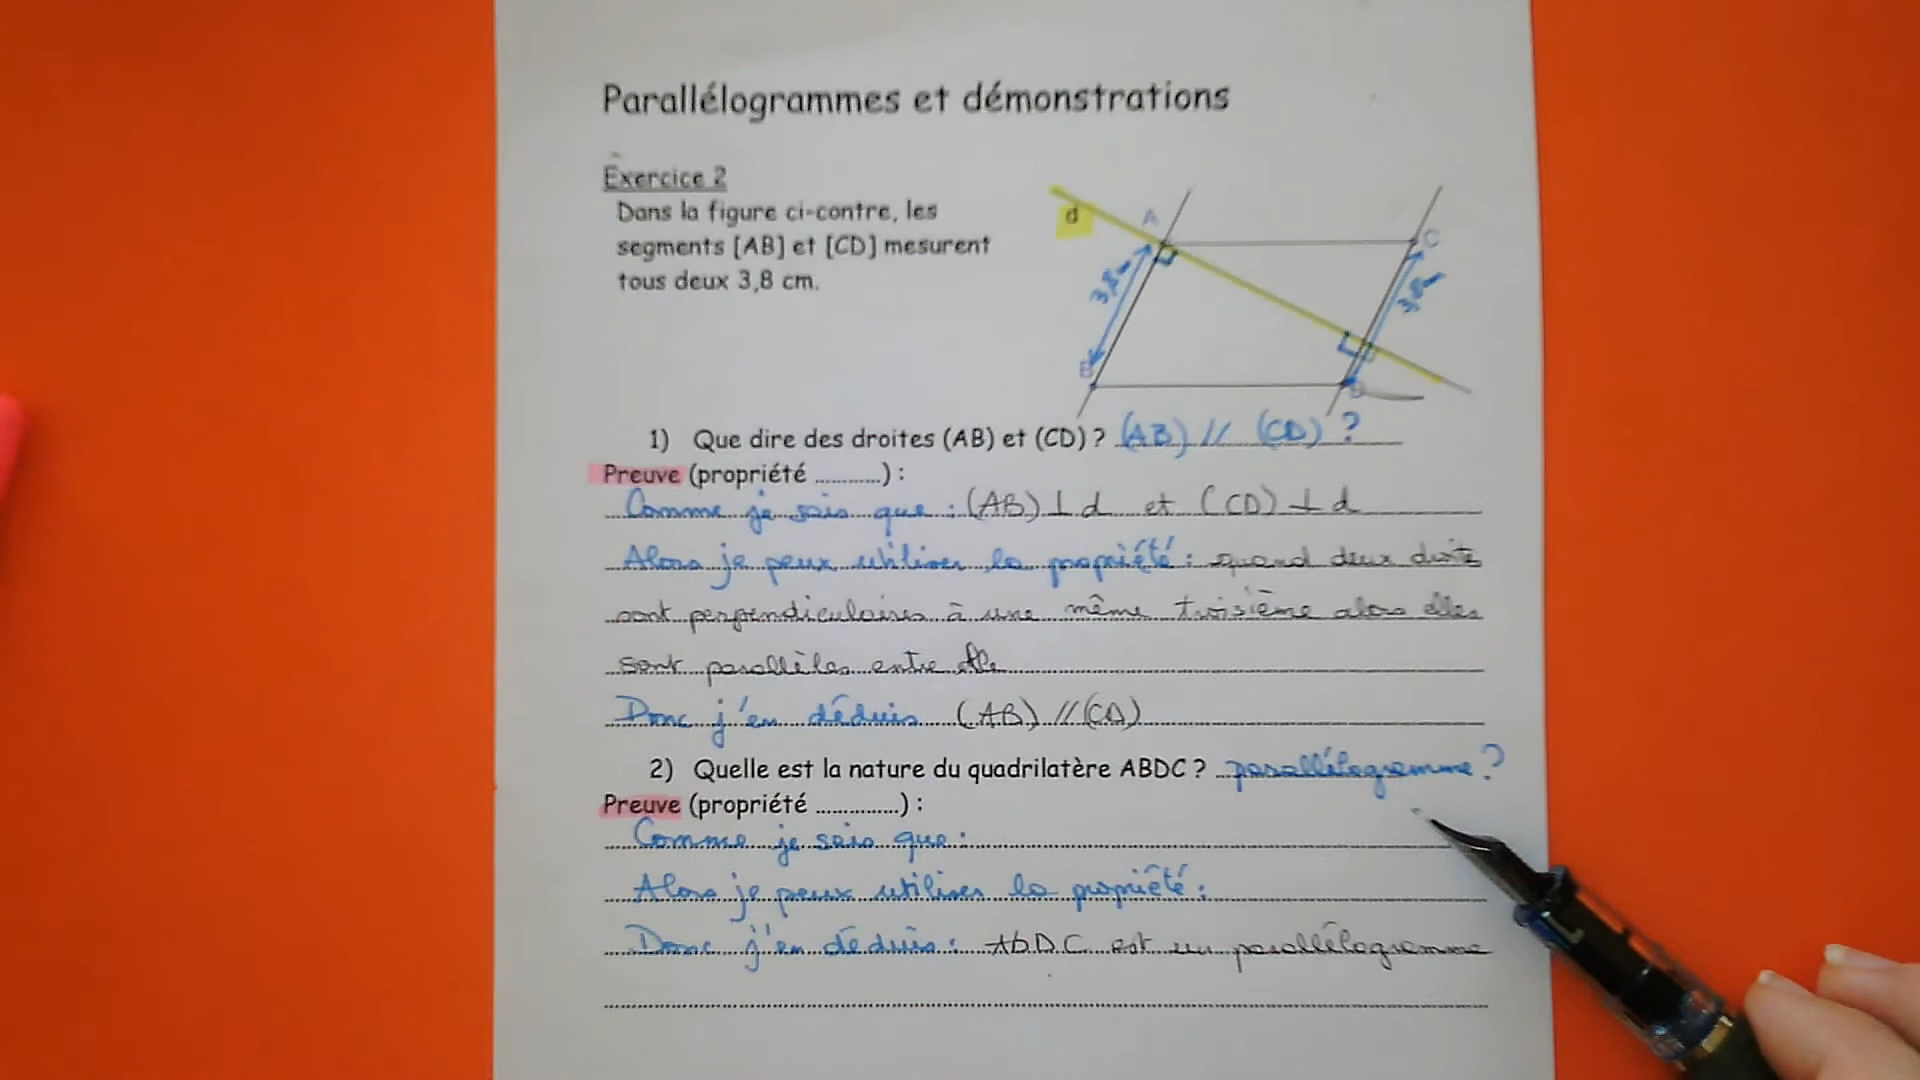 Parallélogrammes et démonstrations
Exercice 2
Dans la figure ci-contre, les
segments [AB] et [CD] mesurent
tous deux 3,8 cm.
d
A
C
3,8
3,8
B
D
1) Que dire des droites (AB) et (CD) ? (AB) // (CD) ?
Preuve (propriété ............) :
Comme je sais que : (AB) ⊥ d et (CD) ⊥ d
Alors je peux utiliser la propriété : quand deux droites
sont perpendiculaires à une même troisième alors elles
sont parallèles entre elle
Donc j'en déduis (AB) // (CD)
2) Quelle est la nature du quadrilatère ABDC ? parallélogramme ?
Preuve (propriété ...............) :
Comme je sais que :
Alors je peux utiliser la propriété :
Donc j'en déduis : ABDC est un parallélogramme